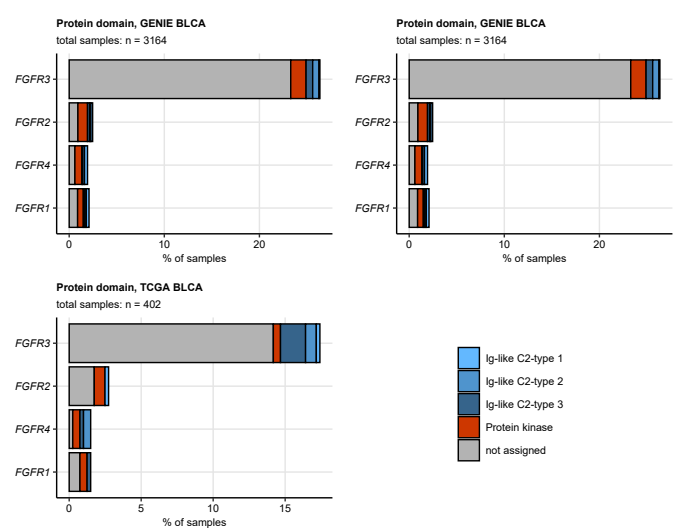 Protein domain, GENIE BLCA
total samples: n = 3164
FGFR3
FGFR2
FGFR4
FGFR1
0
10
20
% of samples
Protein domain, GENIE BLCA
total samples: n = 3164
FGFR3
FGFR2
FGFR4
FGFR1
0
10
20
% of samples
Protein domain, TCGA BLCA
total samples: n = 402
FGFR3
FGFR2
FGFR4
FGFR1
0
5
10
15
% of samples
Ig-like C2-type 1
Ig-like C2-type 2
Ig-like C2-type 3
Protein kinase
not assigned